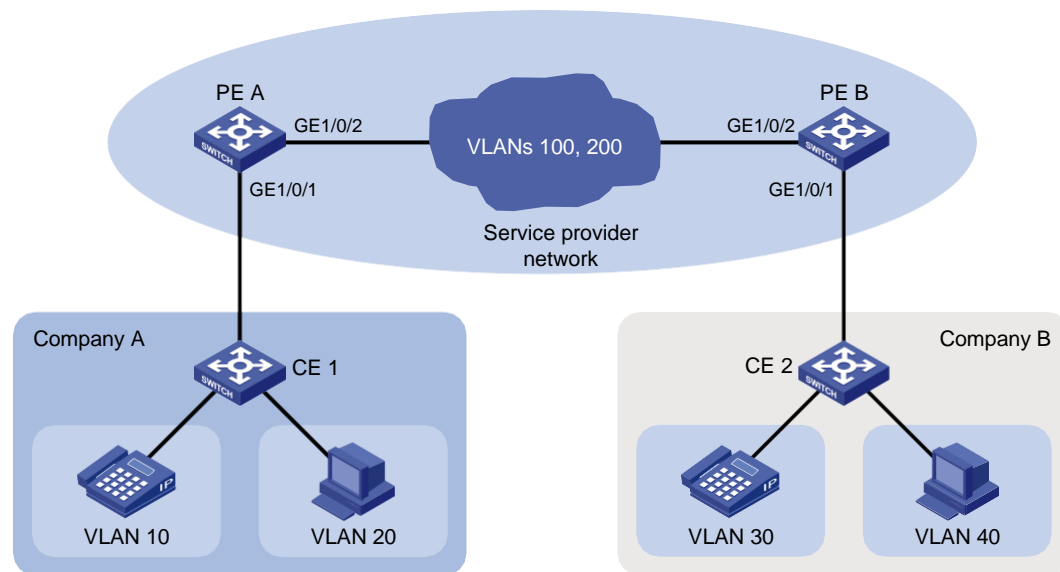 PE A
PE B
GE1/0/2
VLANs 100, 200
GE1/0/2
SWITCH
SWITCH
GE1/0/1
GE1/0/1
Service provider
network
Company A
Company B
CE 1
CE 2
SWITCH
SWITCH
IP
IP
VLAN 10
VLAN 20
VLAN 30
VLAN 40